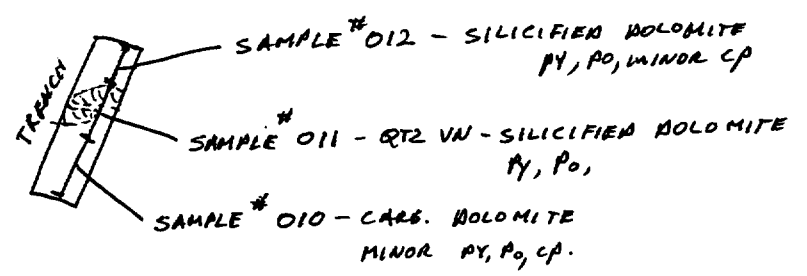 TRENCH
SAMPLE # 012 - SILICIFIED DOLOMITE
PY, PO, MINOR CP
SAMPLE # 011 - QTZ VN - SILICIFIED DOLOMITE
PY, PO,
SAMPLE # 010 - CARB. DOLOMITE
MINOR PY, PO, CP.